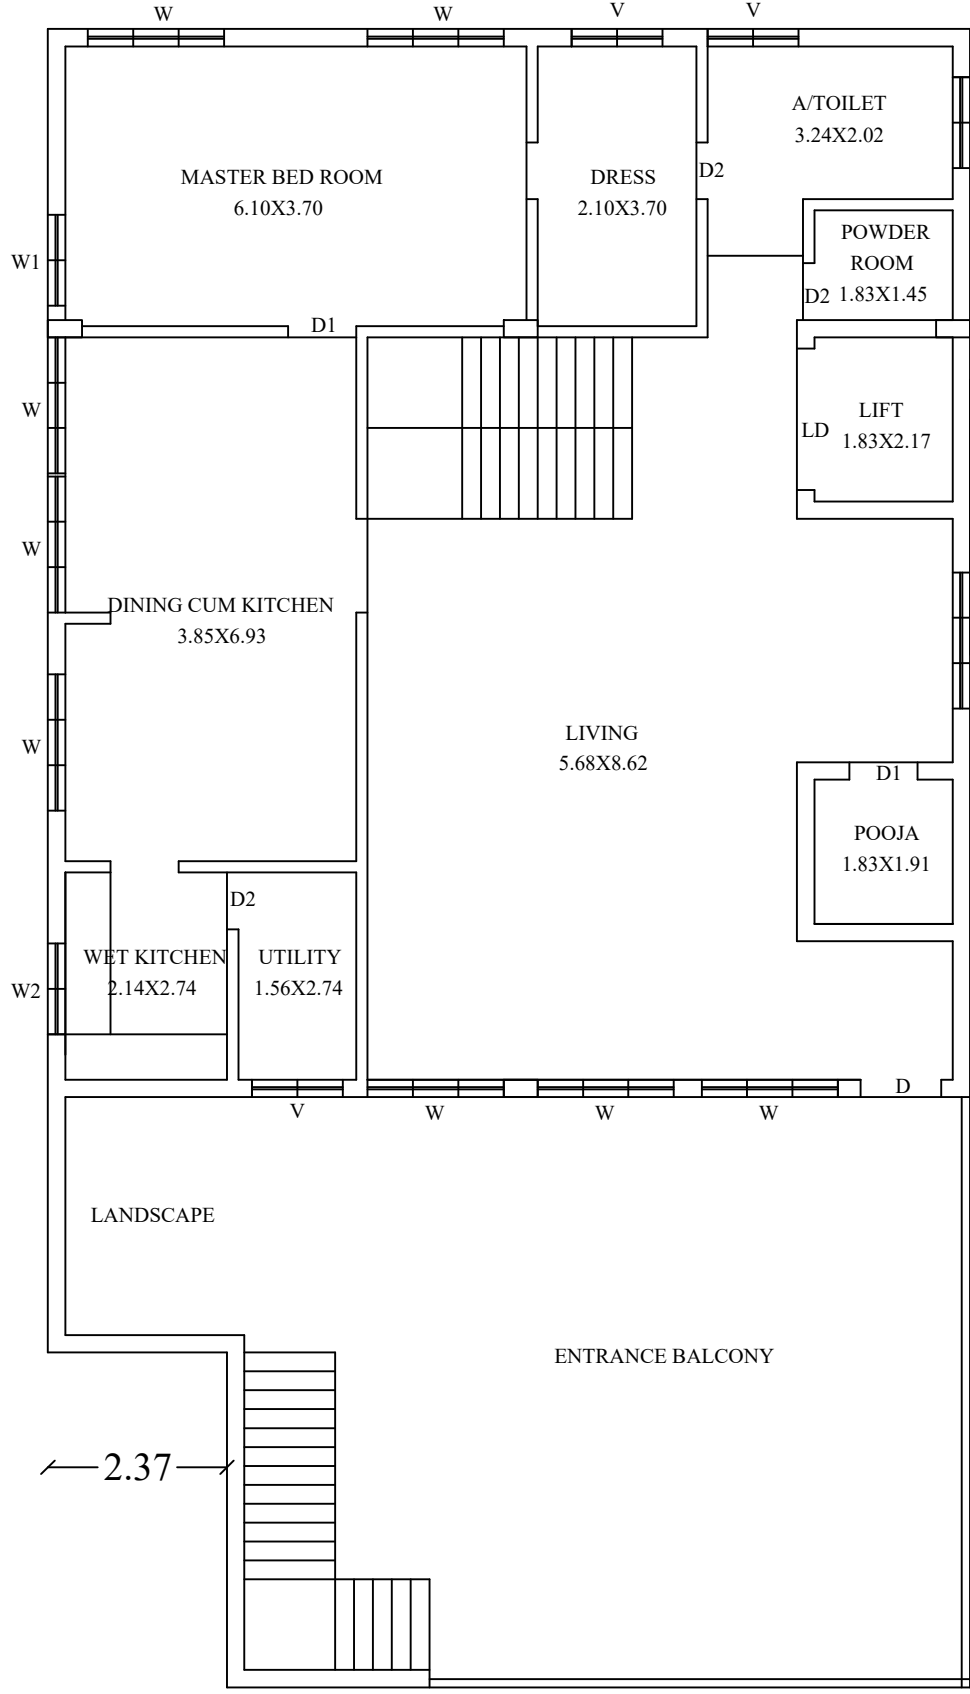 W
W
V
V
A/TOILET
3.24X2.02
MASTER BED ROOM
6.10X3.70
DRESS
2.10X3.70
D2
POWDER
ROOM
1.83X1.45
W1
D2
D1
W
LIFT
1.83X2.17
LD
W
DINING CUM KITCHEN
3.85X6.93
LIVING
5.68X8.62
W
D1
POOJA
1.83X1.91
D2
WET KITCHEN
2.14X2.74
UTILITY
1.56X2.74
W2
D
V
W
W
W
LANDSCAPE
ENTRANCE BALCONY
2.37